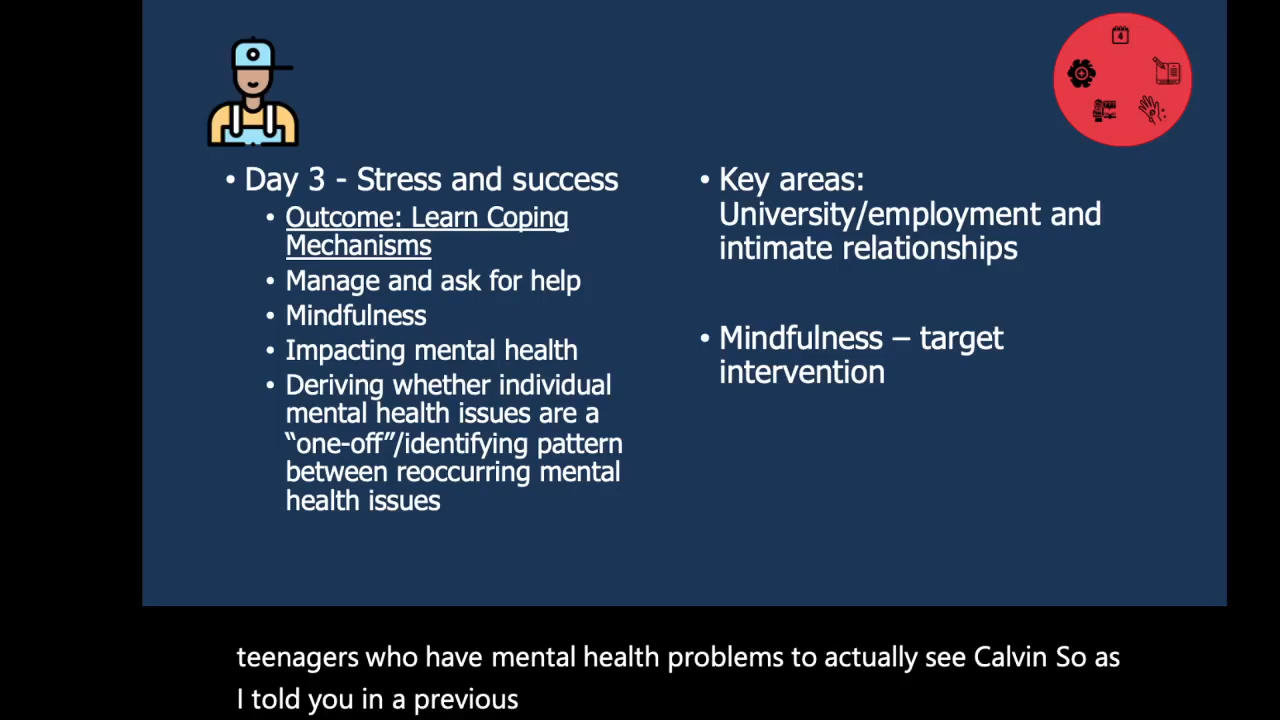 4
• Day 3 - Stress and success
• Outcome: Learn Coping
Mechanisms
• Manage and ask for help
• Mindfulness
• Impacting mental health
• Deriving whether individual
mental health issues are a
“one-off”/identifying pattern
between reoccurring mental
health issues
• Key areas:
University/employment and
intimate relationships
• Mindfulness – target
intervention
teenagers who have mental health problems to actually see Calvin So as
I told you in a previous